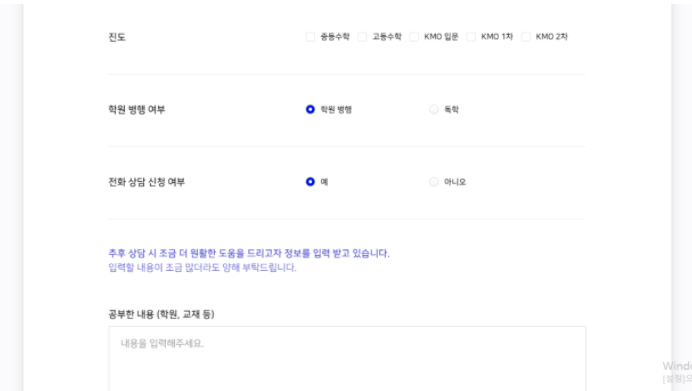 진도
중등수학 고등수학 KMO 입문 KMO 1차 KMO 2차
학원 병행 여부
학원 병행 독학
전화 상담 신청 여부
예 아니오
추후 상담 시 조금 더 원활한 도움을 드리고자 정보를 입력 받고 있습니다.
입력할 내용이 조금 많더라도 양해 부탁드립니다.
공부한 내용 (학원, 교재 등)
내용을 입력해주세요.